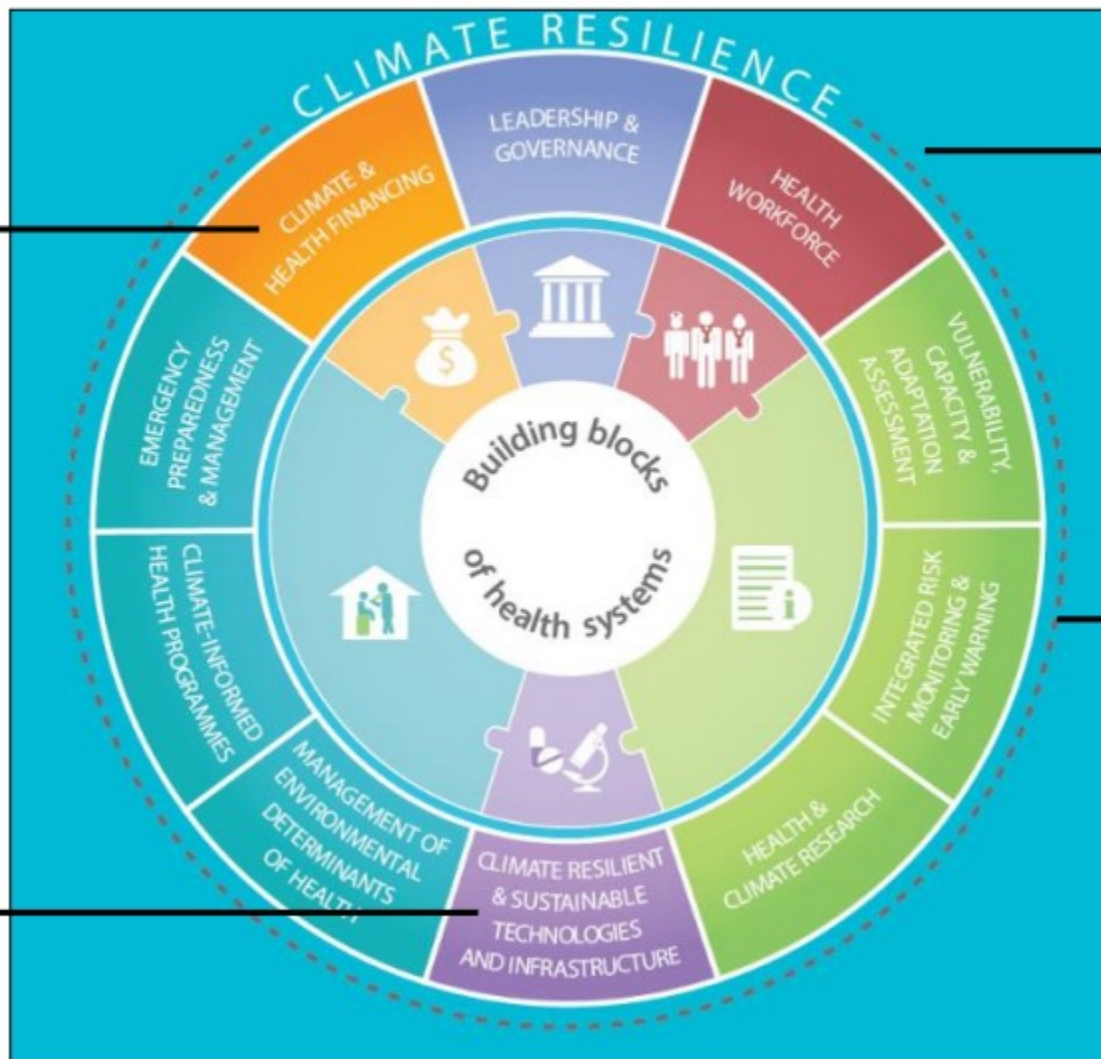 CLIMATE RESILIENCE
LEADERSHIP &
GOVERNANCE
HEALTH
WORKFORCE
VULNERABILITY,
CAPACITY &
ADAPTATION
ASSESSMENT
INTEGRATED RISK
MONITORING &
EARLY WARNING
HEALTH &
CLIMATE RESEARCH
CLIMATE RESILIENT
& SUSTAINABLE
TECHNOLOGIES
AND INFRASTRUCTURE
MANAGEMENT OF
ENVIRONMENTAL
DETERMINANTS
OF HEALTH
CLIMATE-INFORMED
HEALTH PROGRAMMES
EMERGENCY
PREPAREDNESS
& MANAGEMENT
CLIMATE &
HEALTH FINANCING
$
i
Building blocks
of health systems